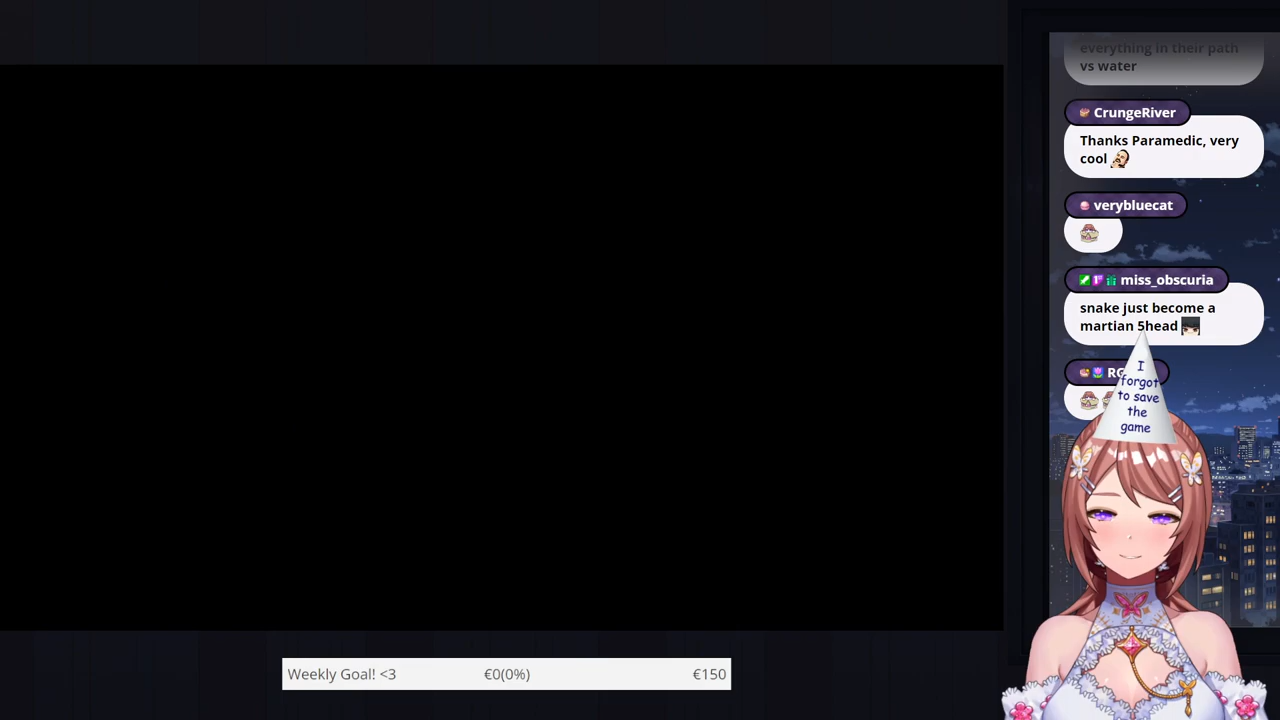 everything in their path
vs water
CrungeRiver
Thanks Paramedic, very
cool
verybluecat
miss_obscuria
snake just become a
martian 5head
I
forgot
to save
the
game
Weekly Goal! <3 €0(0%) €150